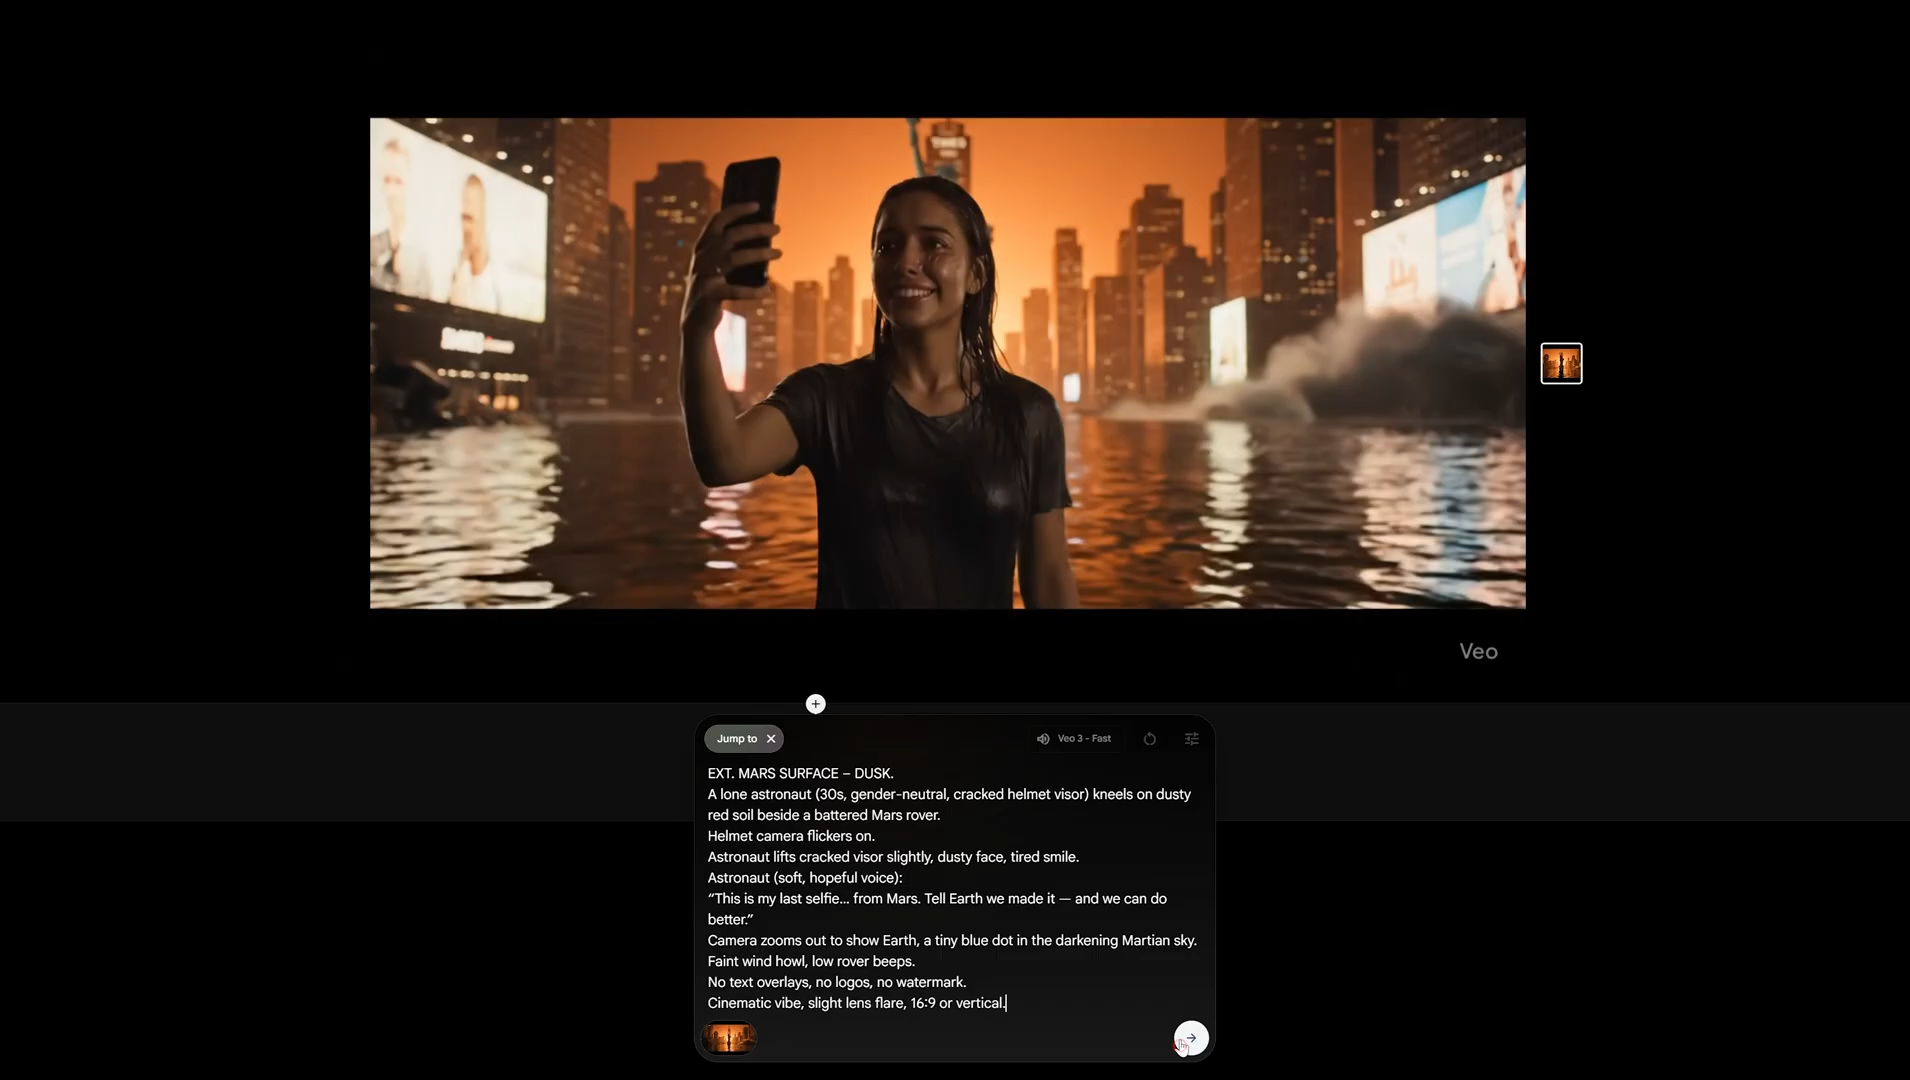 Veo
Jump to
Veo 3 - Fast
EXT. MARS SURFACE – DUSK.
A lone astronaut (30s, gender-neutral, cracked helmet visor) kneels on dusty
red soil beside a battered Mars rover.
Helmet camera flickers on.
Astronaut lifts cracked visor slightly, dusty face, tired smile.
Astronaut (soft, hopeful voice):
“This is my last selfie... from Mars. Tell Earth we made it — and we can do
better.”
Camera zooms out to show Earth, a tiny blue dot in the darkening Martian sky.
Faint wind howl, low rover beeps.
No text overlays, no logos, no watermark.
Cinematic vibe, slight lens flare, 16:9 or vertical.